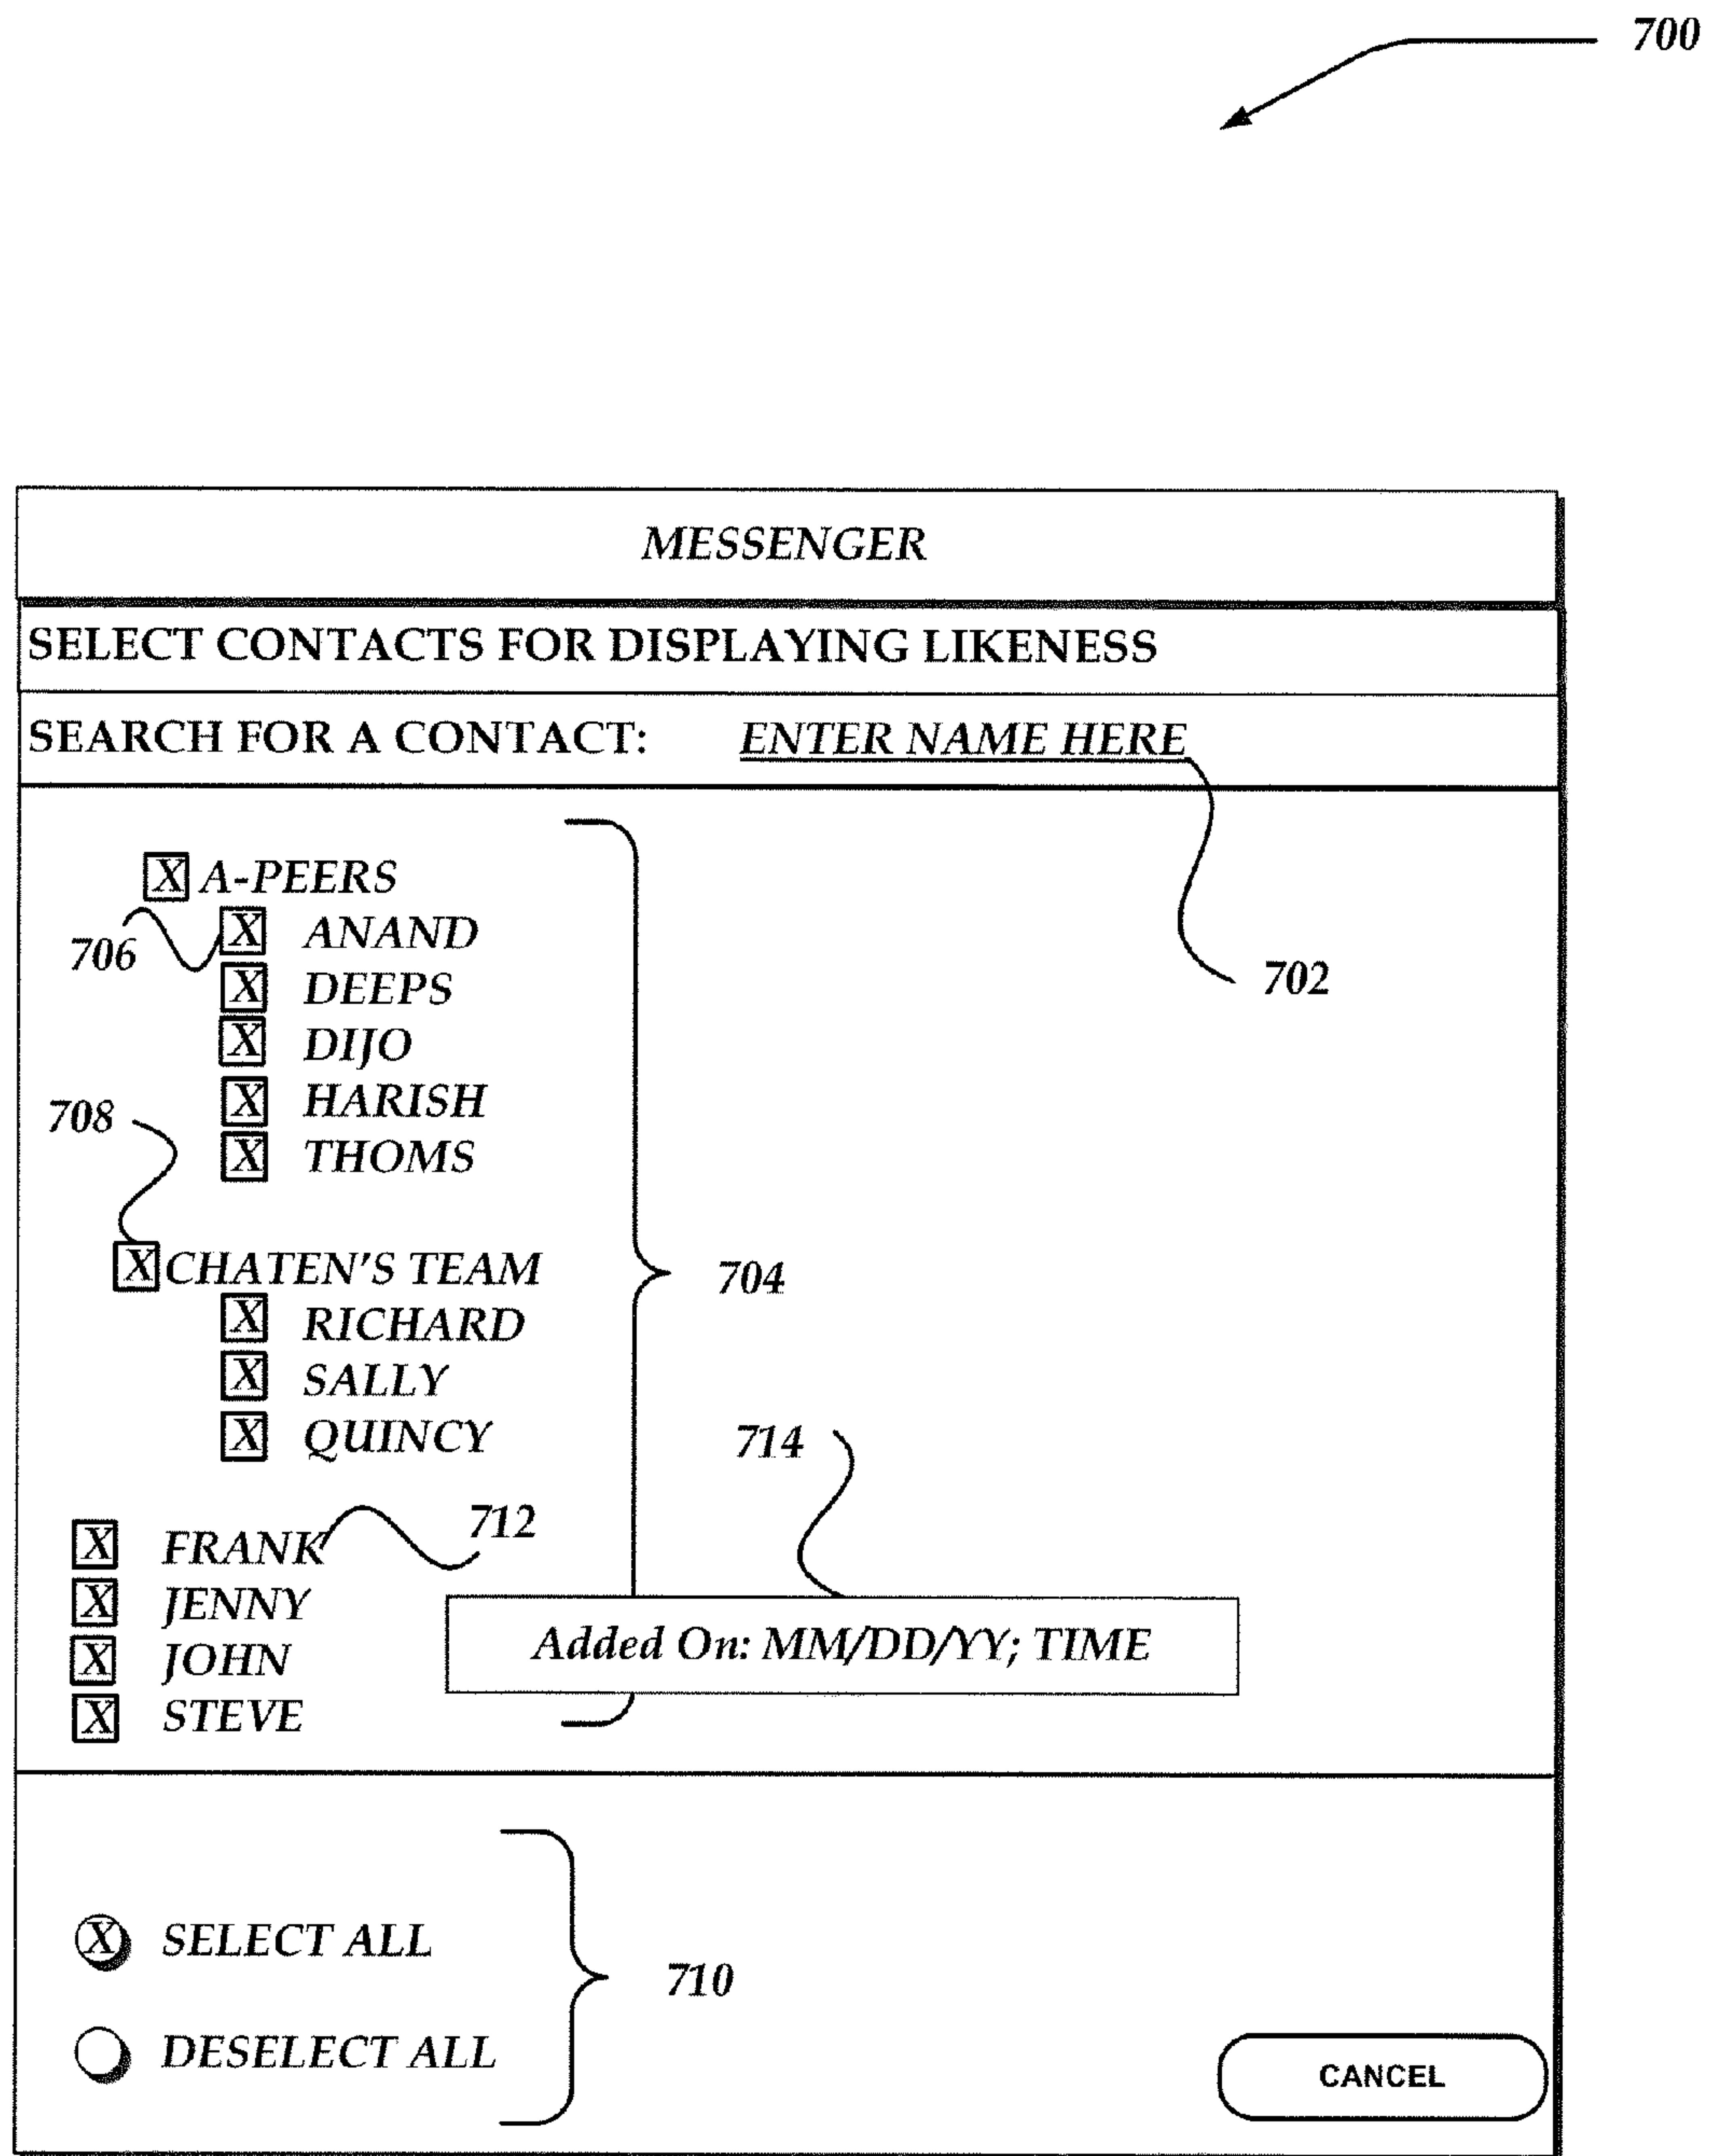 700
MESSENGER
SELECT CONTACTS FOR DISPLAYING LIKENESS
SEARCH FOR A CONTACT: ENTER NAME HERE
X A-PEERS
706 X ANAND
702
X DEEPS
X DIJO
708 X HARISH
X THOMS
X CHATEN'S TEAM
704
X RICHARD
X SALLY
X QUINCY
714
712
X FRANK
X JENNY
Added On: MM/DD/YY; TIME
X JOHN
X STEVE
X SELECT ALL
710
DESELECT ALL
CANCEL